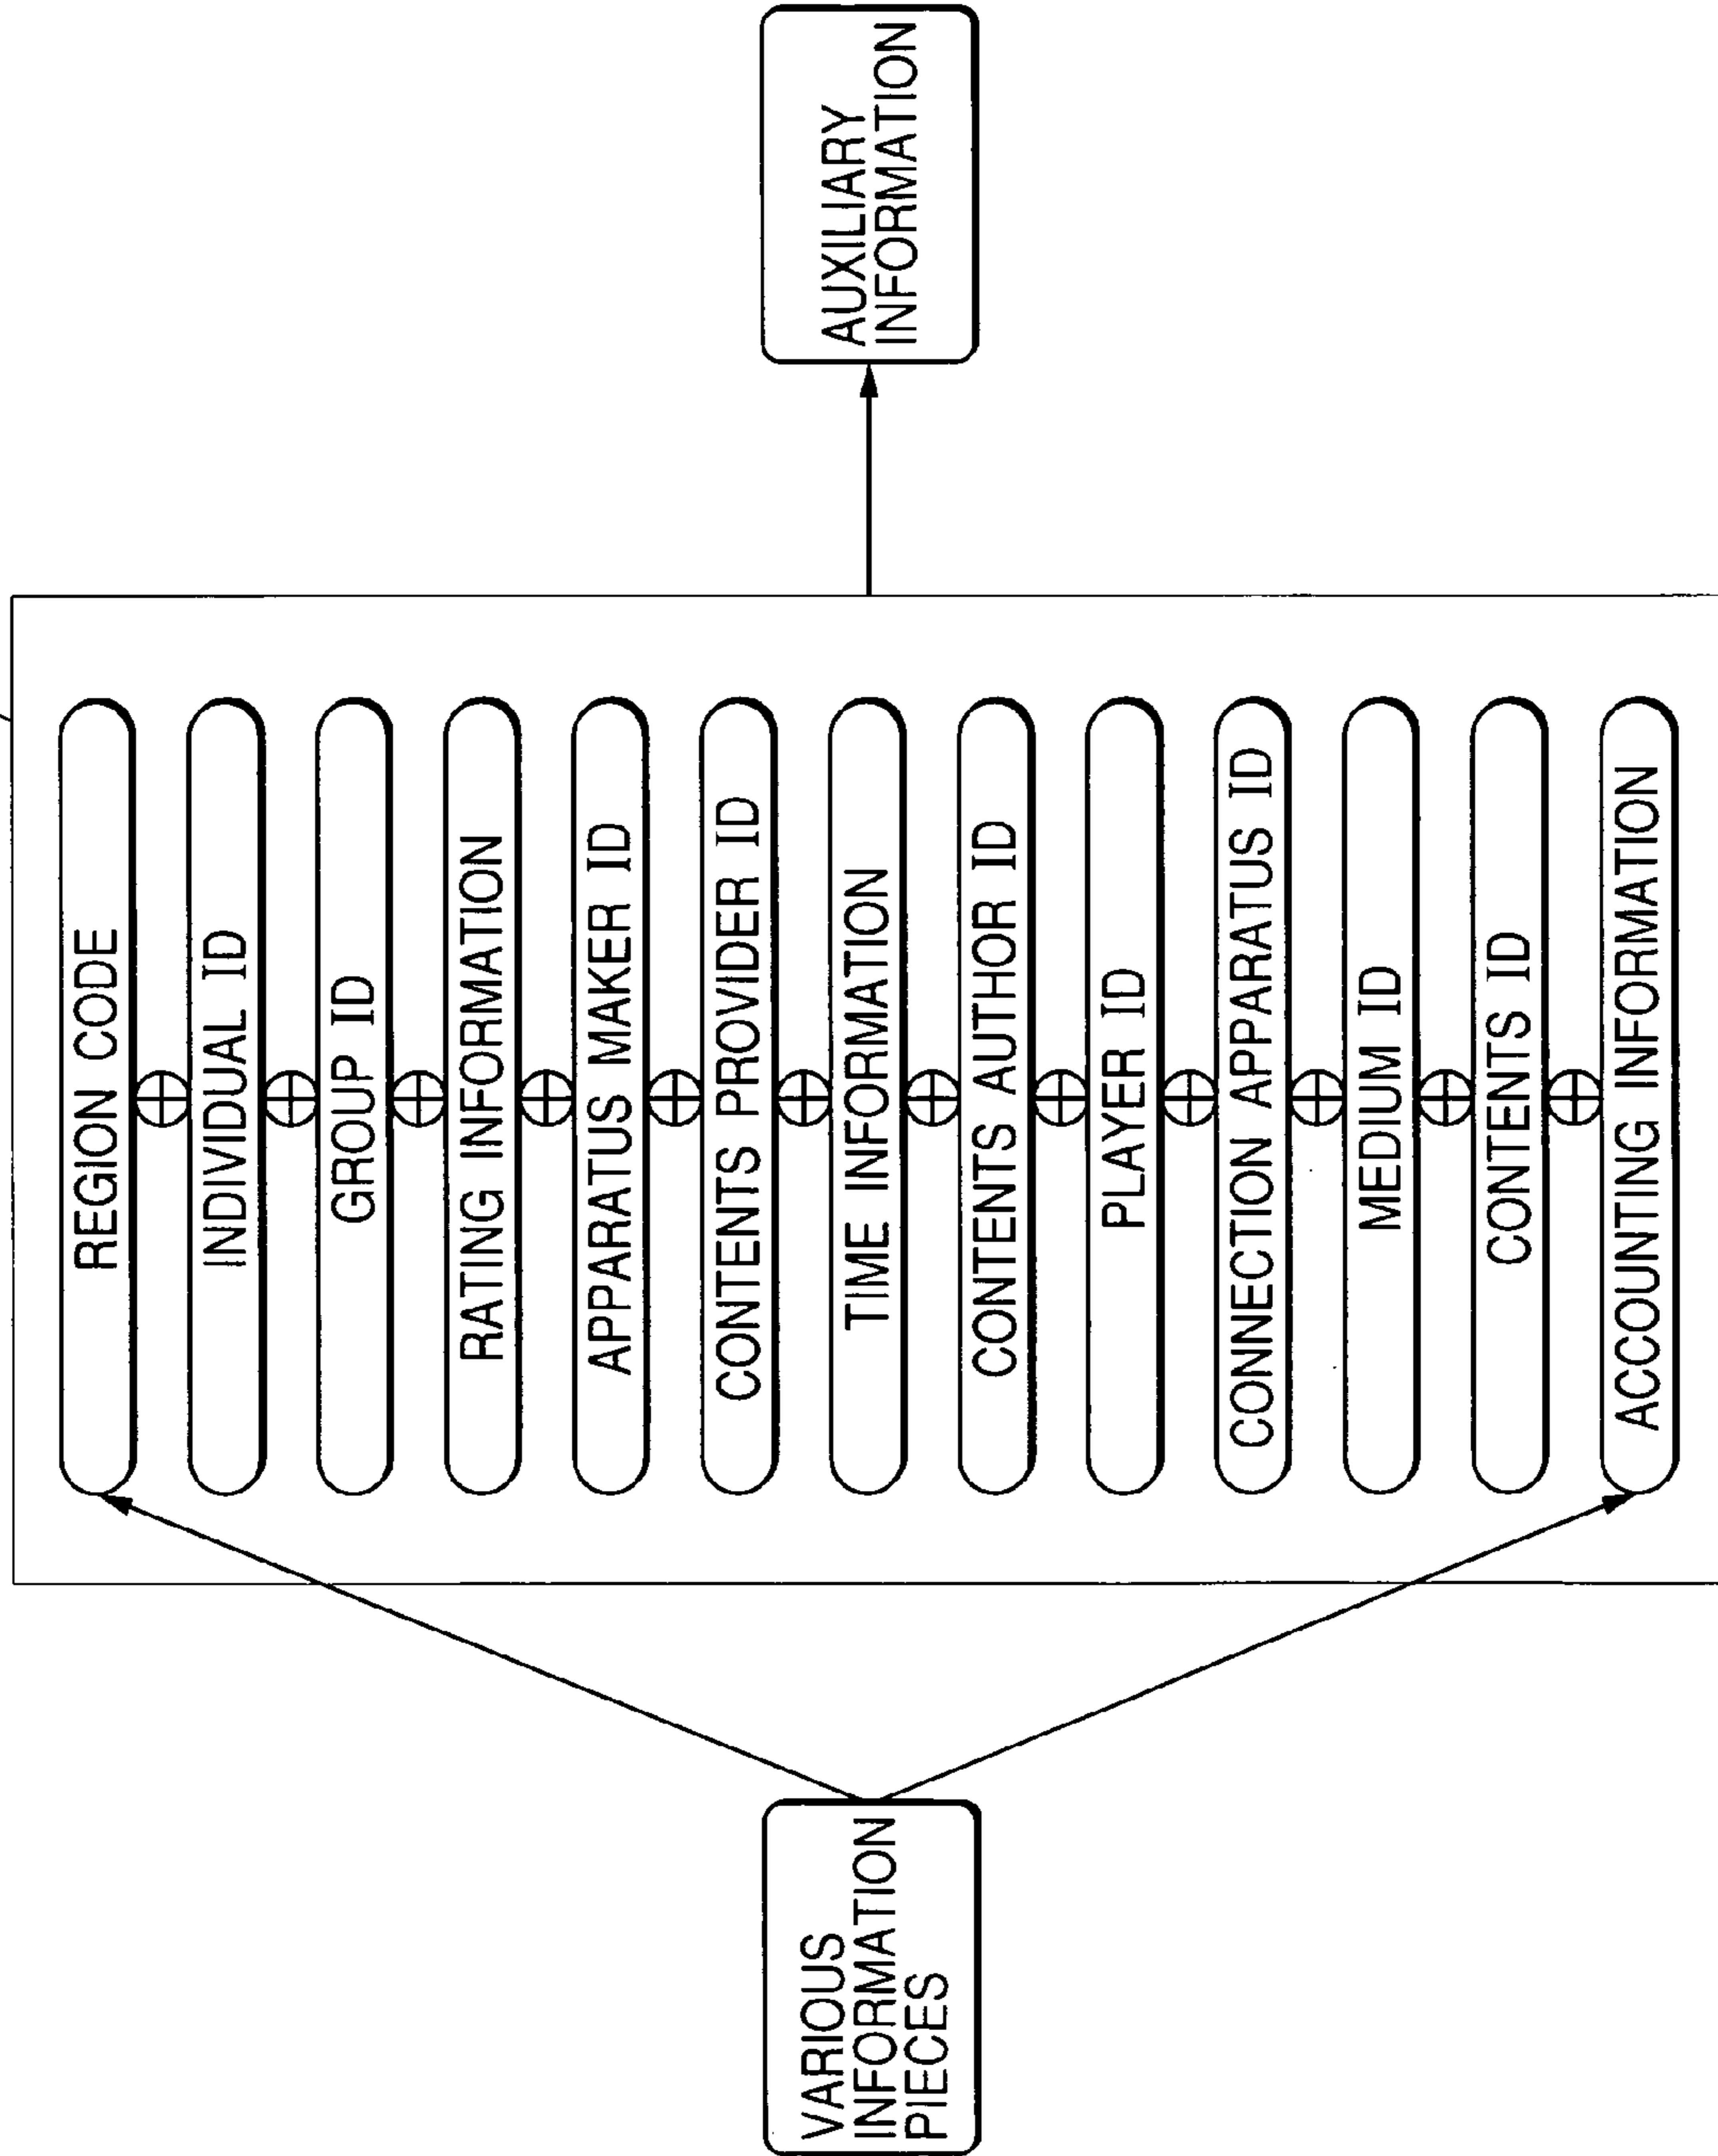 VARIOUS
INFORMATION
PIECES
REGION CODE
INDIVIDUAL ID
GROUP ID
RATING INFORMATION
APPARATUS MAKER ID
CONTENTS PROVIDER ID
TIME INFORMATION
CONTENTS AUTHOR ID
PLAYER ID
CONNECTION APPARATUS ID
MEDIUM ID
CONTENTS ID
ACCOUNTING INFORMATION
AUXILIARY
INFORMATION